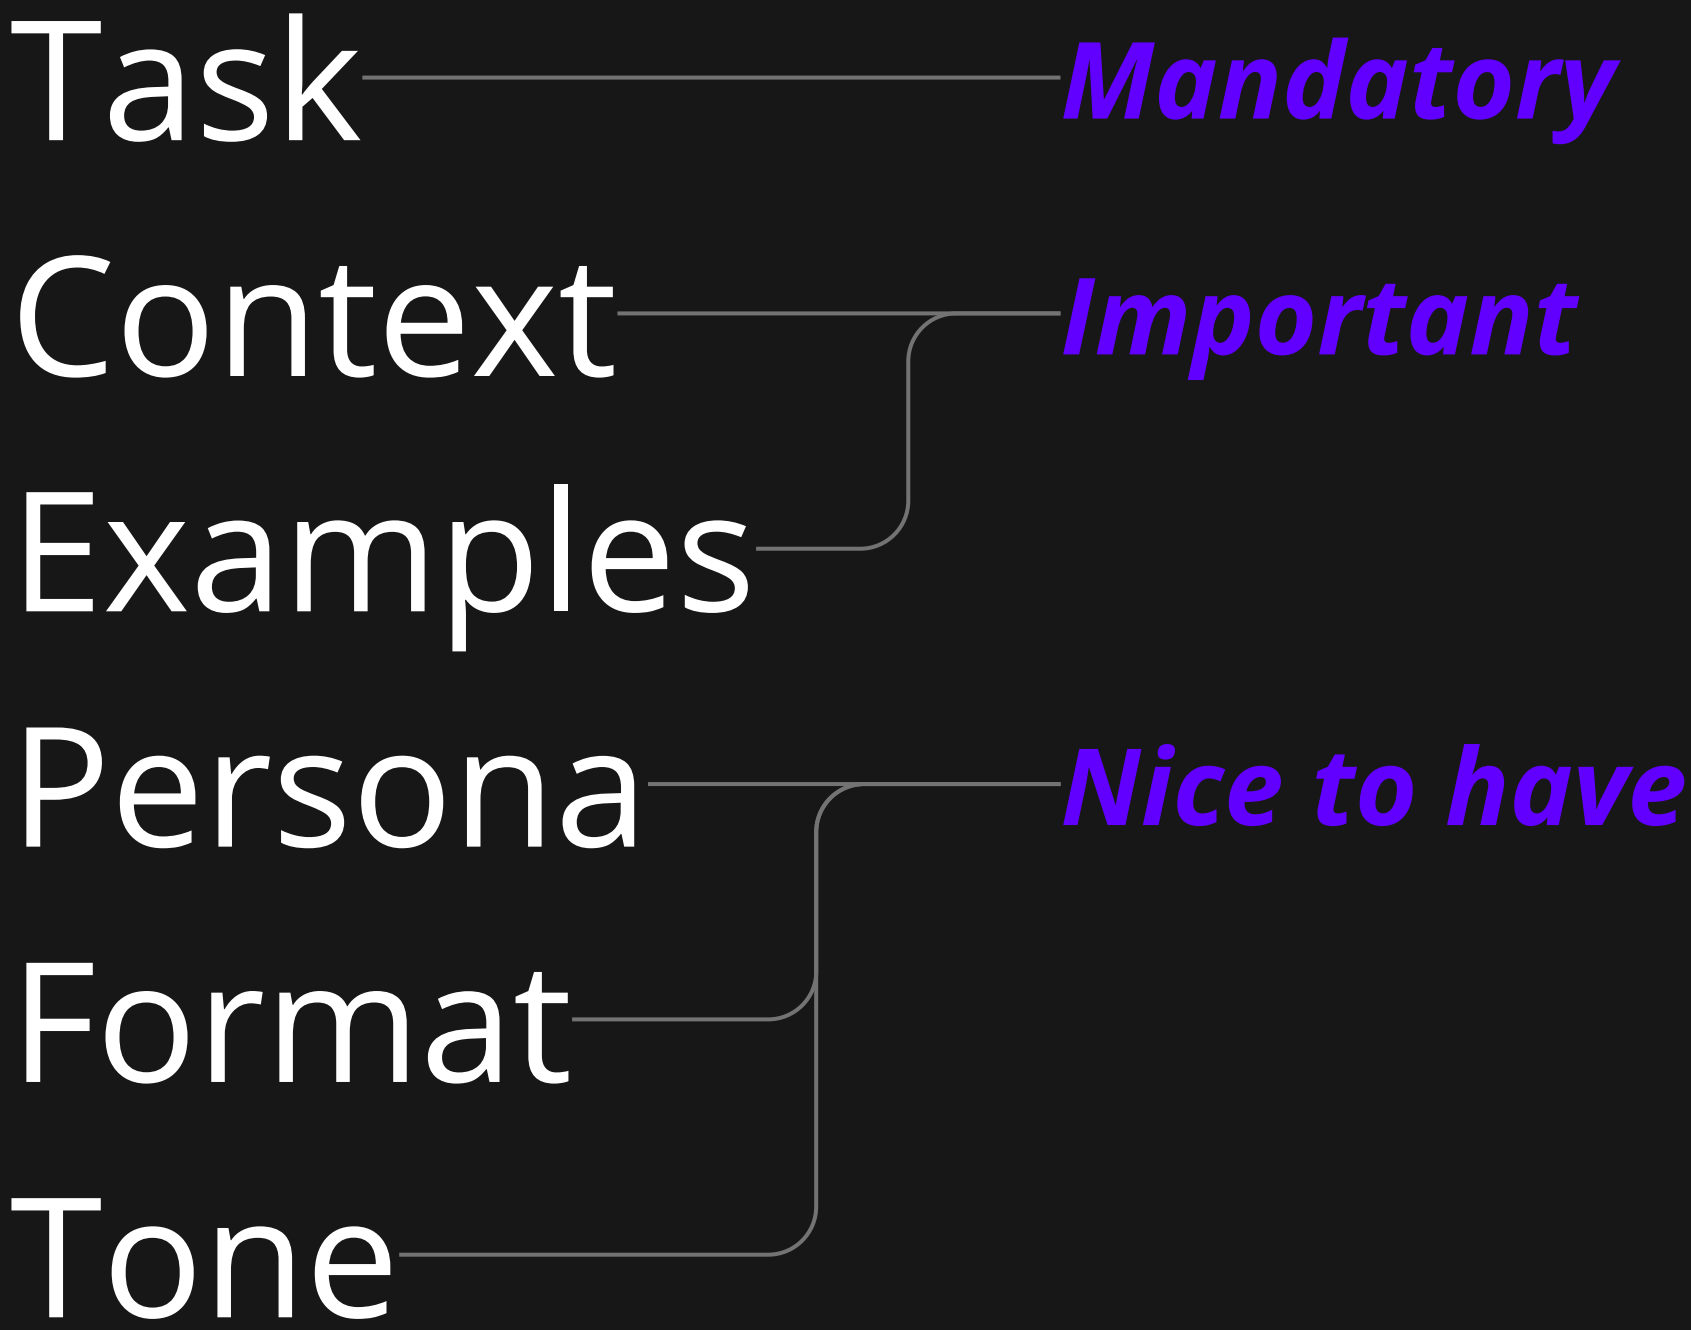 Task Mandatory
Context Important
Examples
Persona Nice to have
Format
Tone